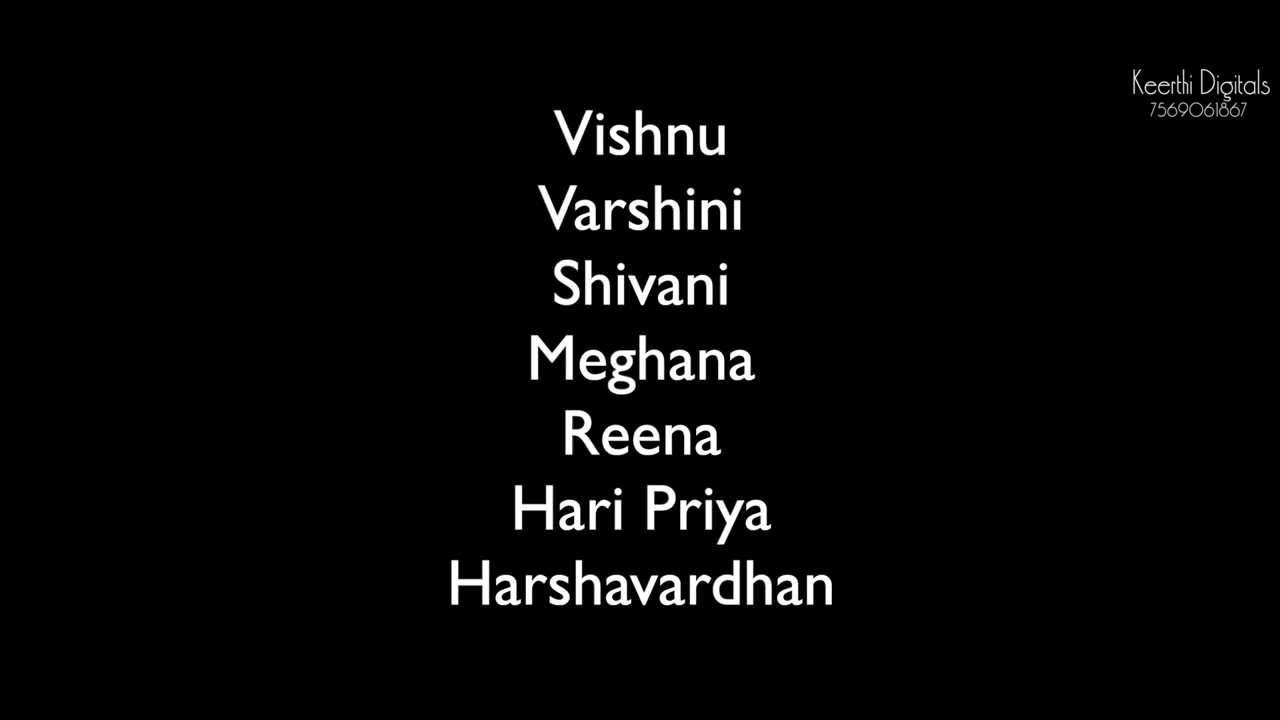 Keerthi Digitals
7569061867
Vishnu
Varshini
Shivani
Meghana
Reena
Hari Priya
Harshavardhan